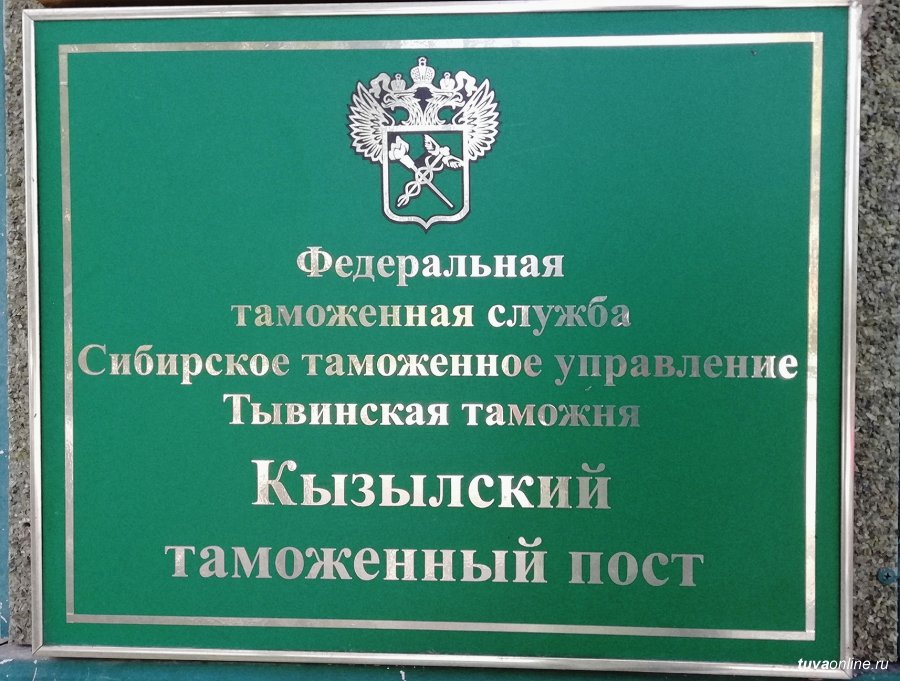 Федеральная
таможенная служба
Сибирское таможенное управление
Тывинская таможня
Кызылский
таможенный пост
tuvaonline.ru